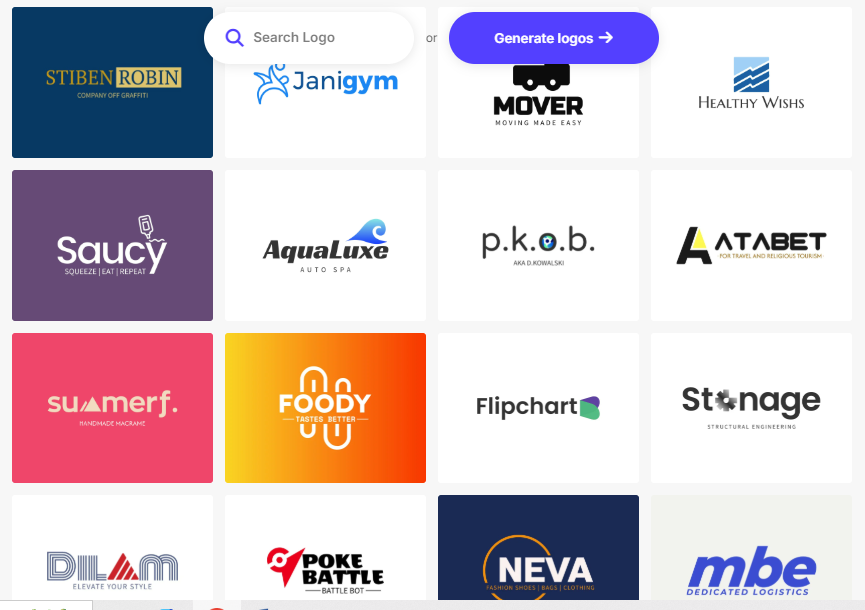 Search Logo
or
Generate logos
STIBEN ROBIN
COMPANY OFF GRAFFITI
Janigym
MOVER
MOVING MADE EASY
HEALTHY WISHS
Saucy
SQUEEZE | EAT | REPEAT
AquaLuxe
AUTO SPA
p.k.o.b.
AKA D.KOWALSKI
ATABET
FOR TRAVEL AND RELIGIOUS TOURISM
summerf.
HANDMADE MACRAME
FOODY
TASTES BETTER
Flipchart
Stonage
STRUCTURAL ENGINEERING
DILAM
ELEVATE YOUR STYLE
POKE
BATTLE
BATTLE BOT
NEVA
FASHION SHOES | BAGS | CLOTHING
mbe
DEDICATED LOGISTICS